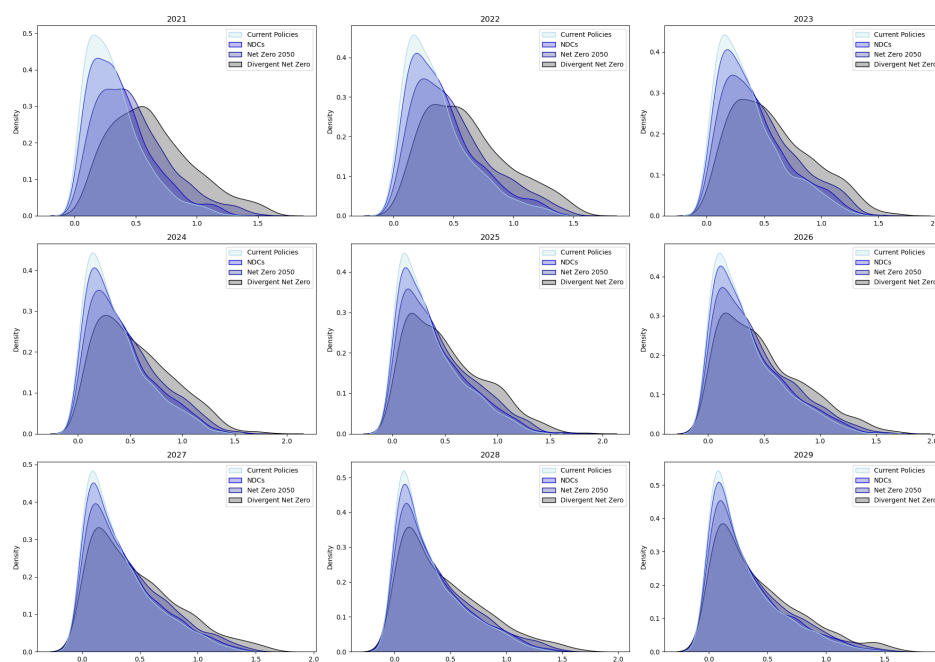 2021
Density
0.5
0.4
0.3
0.2
0.1
0.0
0.0 0.5 1.0 1.5
Current Policies
NDCs
Net Zero 2050
Divergent Net Zero
2022
Density
0.4
0.3
0.2
0.1
0.0
0.0 0.5 1.0 1.5
Current Policies
NDCs
Net Zero 2050
Divergent Net Zero
2023
Density
0.4
0.3
0.2
0.1
0.0
0.0 0.5 1.0 1.5 2.
Current Policies
NDCs
Net Zero 2050
Divergent Net Zero
2024
Density
0.4
0.3
0.2
0.1
0.0
0.0 0.5 1.0 1.5 2.0
Current Policies
NDCs
Net Zero 2050
Divergent Net Zero
2025
Density
0.4
0.3
0.2
0.1
0.0
0.0 0.5 1.0 1.5 2.0
Current Policies
NDCs
Net Zero 2050
Divergent Net Zero
2026
Density
0.4
0.3
0.2
0.1
0.0
0.0 0.5 1.0 1.5 2.
Current Policies
NDCs
Net Zero 2050
Divergent Net Zero
2027
Density
0.5
0.4
0.3
0.2
0.1
0.0
0.0 0.5 1.0 1.5 2.0
Current Policies
NDCs
Net Zero 2050
Divergent Net Zero
2028
Density
0.5
0.4
0.3
0.2
0.1
0.0
0.0 0.5 1.0 1.5 2.0
Current Policies
NDCs
Net Zero 2050
Divergent Net Zero
2029
Density
0.5
0.4
0.3
0.2
0.1
0.0
0.0 0.5 1.0 1.5
Current Policies
NDCs
Net Zero 2050
Divergent Net Zero